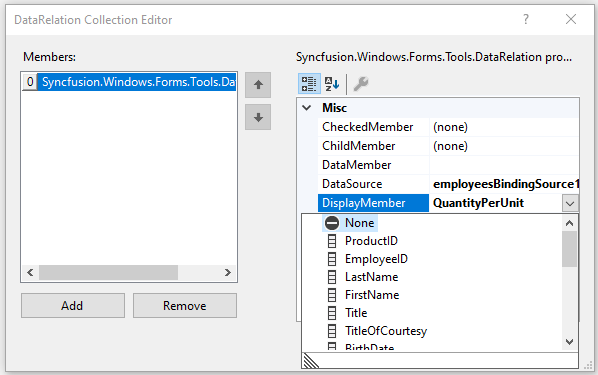 DataRelation Collection Editor
Members:
0 Syncfusion.Windows.Forms.Tools.Dat
Add
Remove
Syncfusion.Windows.Forms.Tools.DataRelation pro...
Misc
CheckedMember (none)
ChildMember (none)
DataMember
DataSource employeesBindingSource1
DisplayMember QuantityPerUnit
None
ProductID
EmployeeID
LastName
FirstName
Title
TitleOfCourtesy
BirthDate